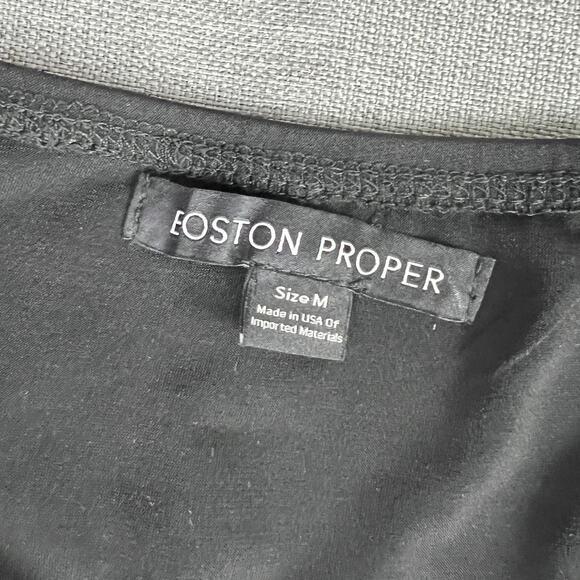 BOSTON PROPER
Size M
Made in USA Of
Imported Materials